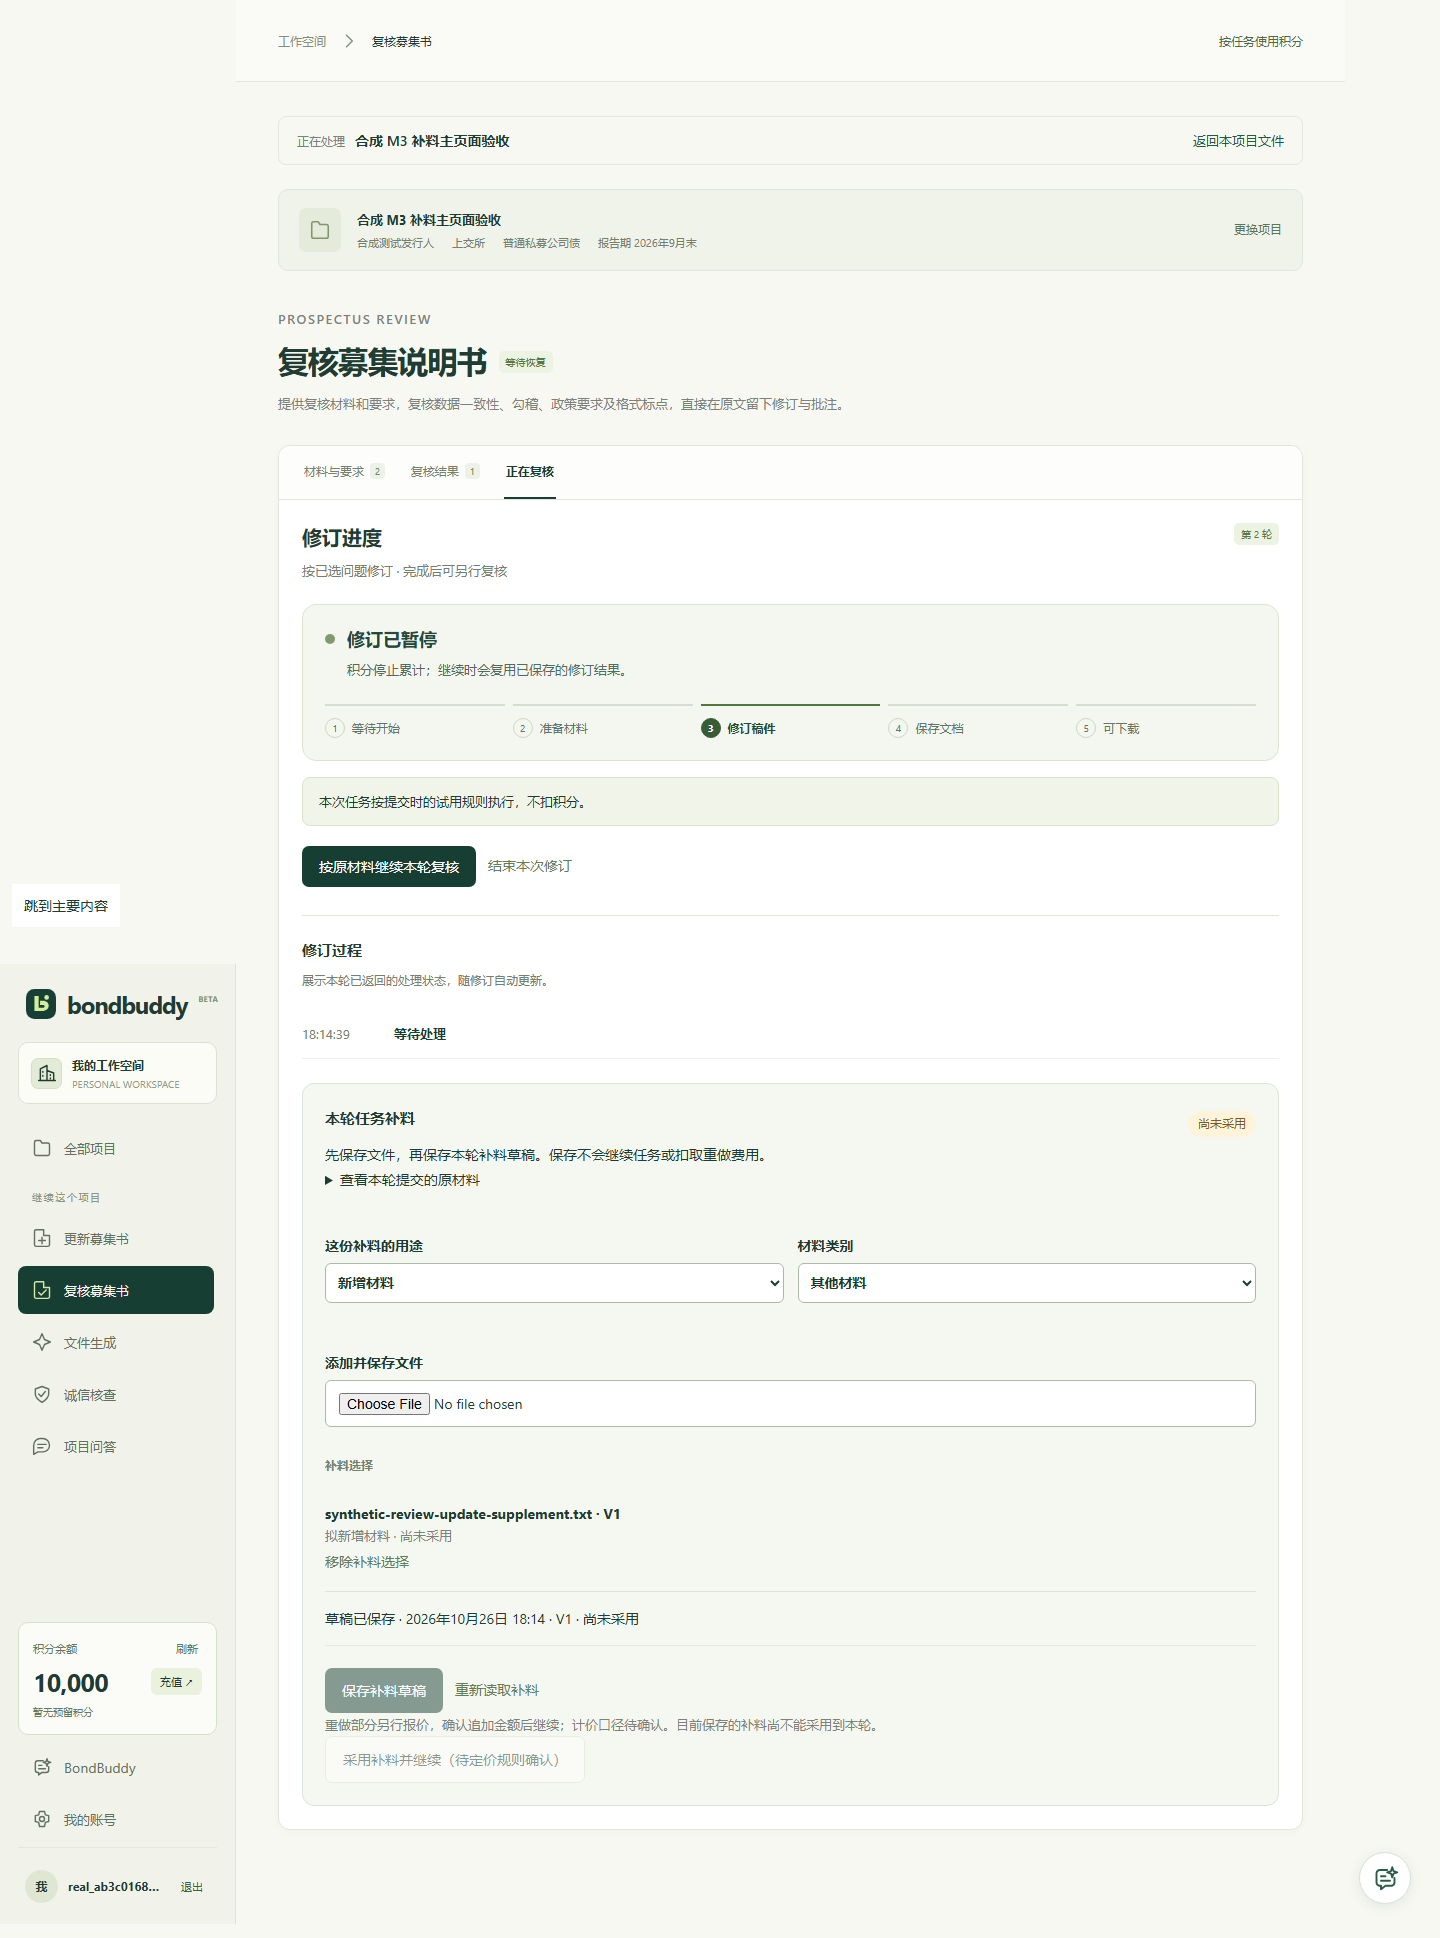 工作空间
复核募集书
按任务使用积分
正在处理 合成 M3 补料主页面验收
返回本项目文件
合成 M3 补料主页面验收
合成测试发行人 上交所 普通私募公司债 报告期 2026年9月末
更换项目
PROSPECTUS REVIEW
复核募集说明书 等待恢复
提供复核材料和要求，复核数据一致性、勾稽、政策要求及格式标点，直接在原文留下修订与批注。
材料与要求 2 复核结果 1 正在复核
修订进度
第 2 轮
按已选问题修订 · 完成后可另行复核
修订已暂停
积分停止累计；继续时会复用已保存的修订结果。
1 等待开始 2 准备材料 3 修订稿件 4 保存文档 5 可下载
本次任务按提交时的试用规则执行，不扣积分。
按原材料继续本轮复核 结束本次修订
修订过程
展示本轮已返回的处理状态，随修订自动更新。
18:14:39 等待处理
本轮任务补料
尚未采用
先保存文件，再保存本轮补料草稿。保存不会继续任务或扣取重做费用。
查看本轮提交的原材料
这份补料的用途 材料类别
新增材料 其他材料
添加并保存文件
Choose File No file chosen
补料选择
synthetic-review-update-supplement.txt · V1
拟新增材料 · 尚未采用
移除补料选择
草稿已保存 · 2026年10月26日 18:14 · V1 · 尚未采用
保存补料草稿 重新读取补料
重做部分另行报价，确认追加金额后继续；计价口径待确认。目前保存的补料尚不能采用到本轮。
采用补料并继续（待定价规则确认）
跳到主要内容
bondbuddy BETA
我的工作空间
PERSONAL WORKSPACE
全部项目
继续这个项目
更新募集书
复核募集书
文件生成
诚信核查
项目问答
积分余额 刷新
10,000 充值 ↗
暂无预留积分
BondBuddy
我的账号
我 real_ab3c0168... 退出